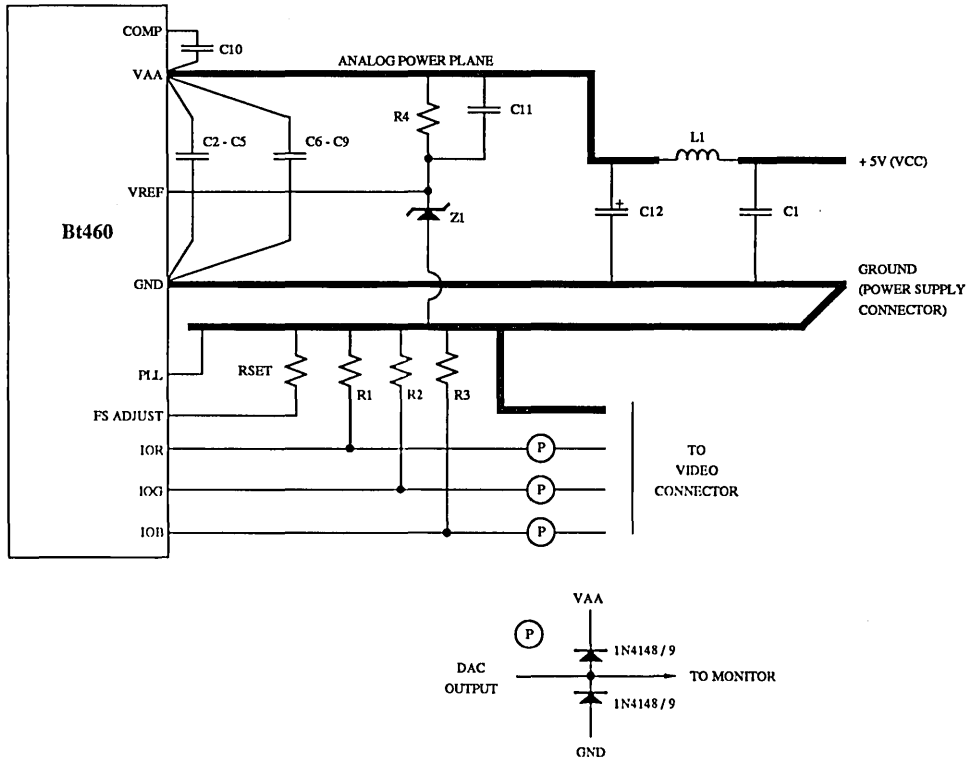 COMP
C10
VAA
ANALOG POWER PLANE
R4
C11
L1
C2 - C5
C6 - C9
+ 5V (VCC)
VREF
Z1
+
C12
C1
Bt460
GND
GROUND
(POWER SUPPLY
CONNECTOR)
PLL
RSET
R1
R2
R3
FS ADJUST
IOR
P
TO
VIDEO
CONNECTOR
IOG
P
IOB
P
VAA
P
1N4148 / 9
DAC
OUTPUT
TO MONITOR
1N4148 / 9
GND